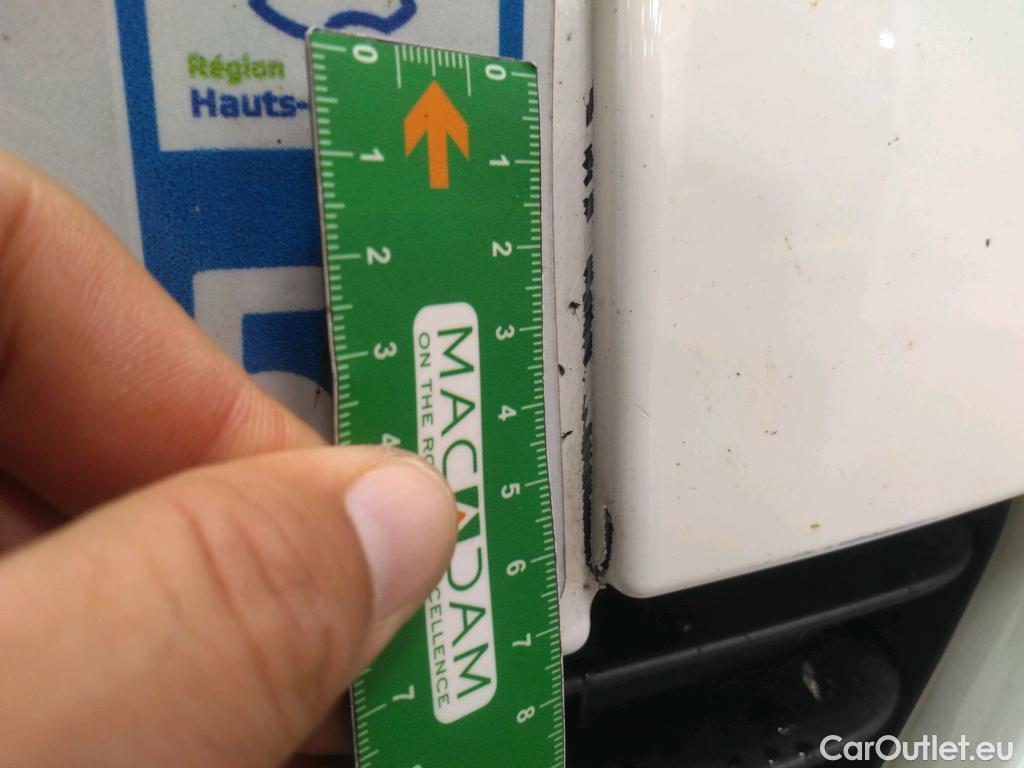 Région
Hauts-
0 0
1 1
2 2
3 3
4 4
5
6
7 7
8
MACADAM
ON THE RO
CELLENCE
CarOutlet.eu